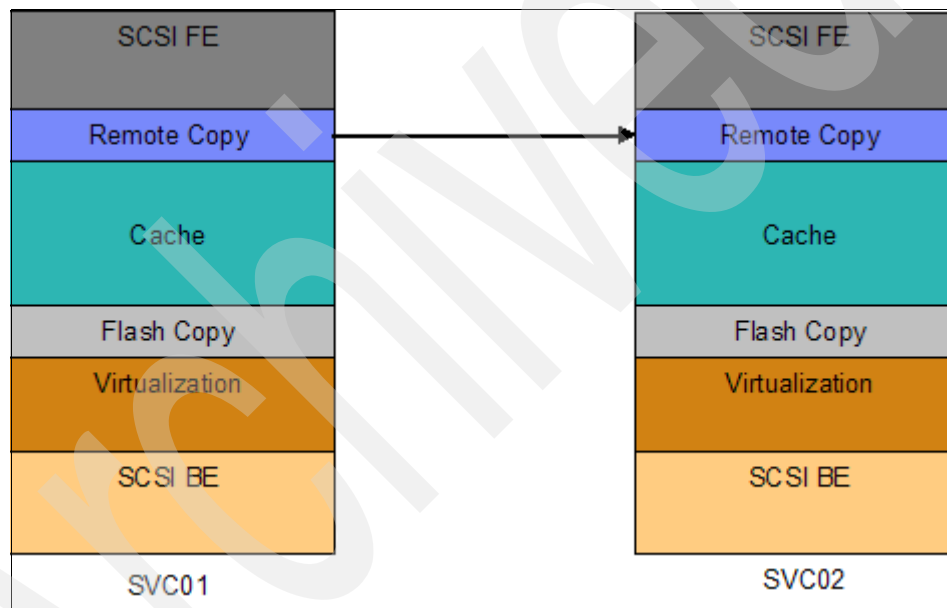 SCSI FE
Remote Copy
Cache
Flash Copy
Virtualization
SCSI BE
SVC01
SCSI FE
Remote Copy
Cache
Flash Copy
Virtualization
SCSI BE
SVC02